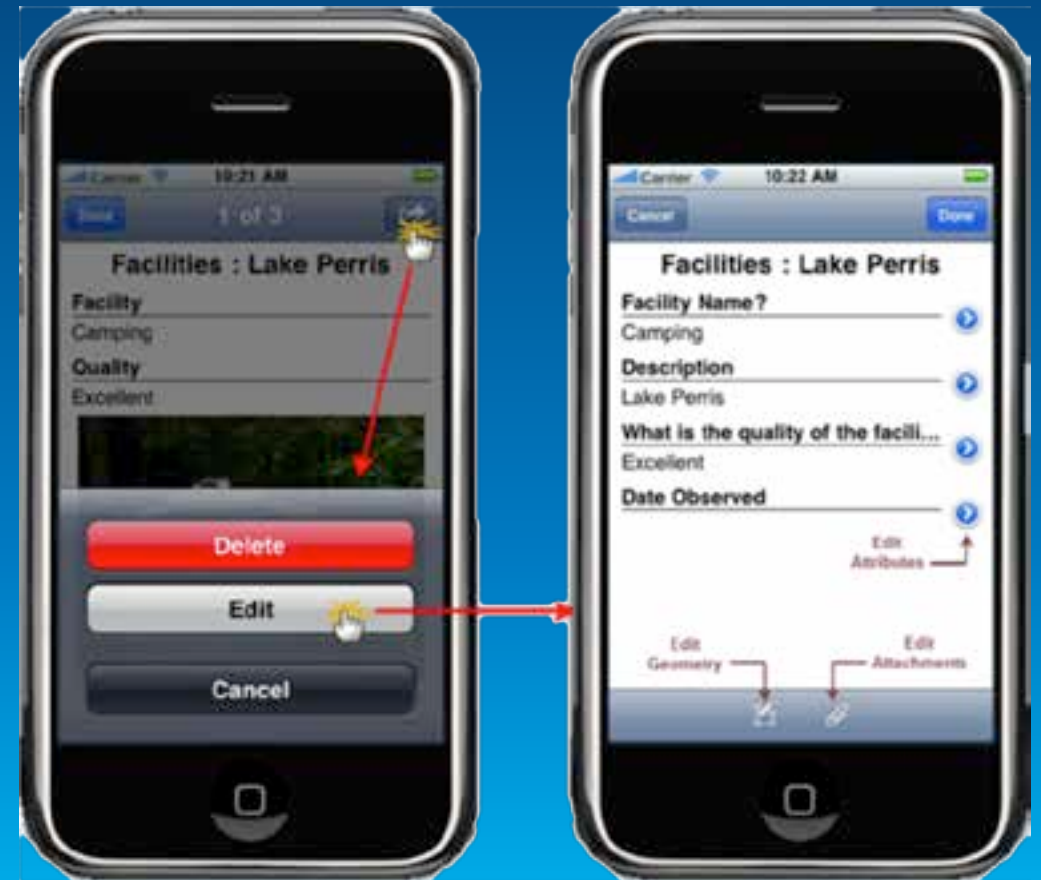 Carrier 10:21 AM
Done 1 of 3
Facilities : Lake Perris
Facility
Camping
Quality
Excellent
Delete
Edit
Cancel
Carrier 10:22 AM
Cancel Done
Facilities : Lake Perris
Facility Name?
Camping
Description
Lake Perris
What is the quality of the facili...
Excellent
Date Observed
Edit
Attributes
Edit
Geometry
Edit
Attachments